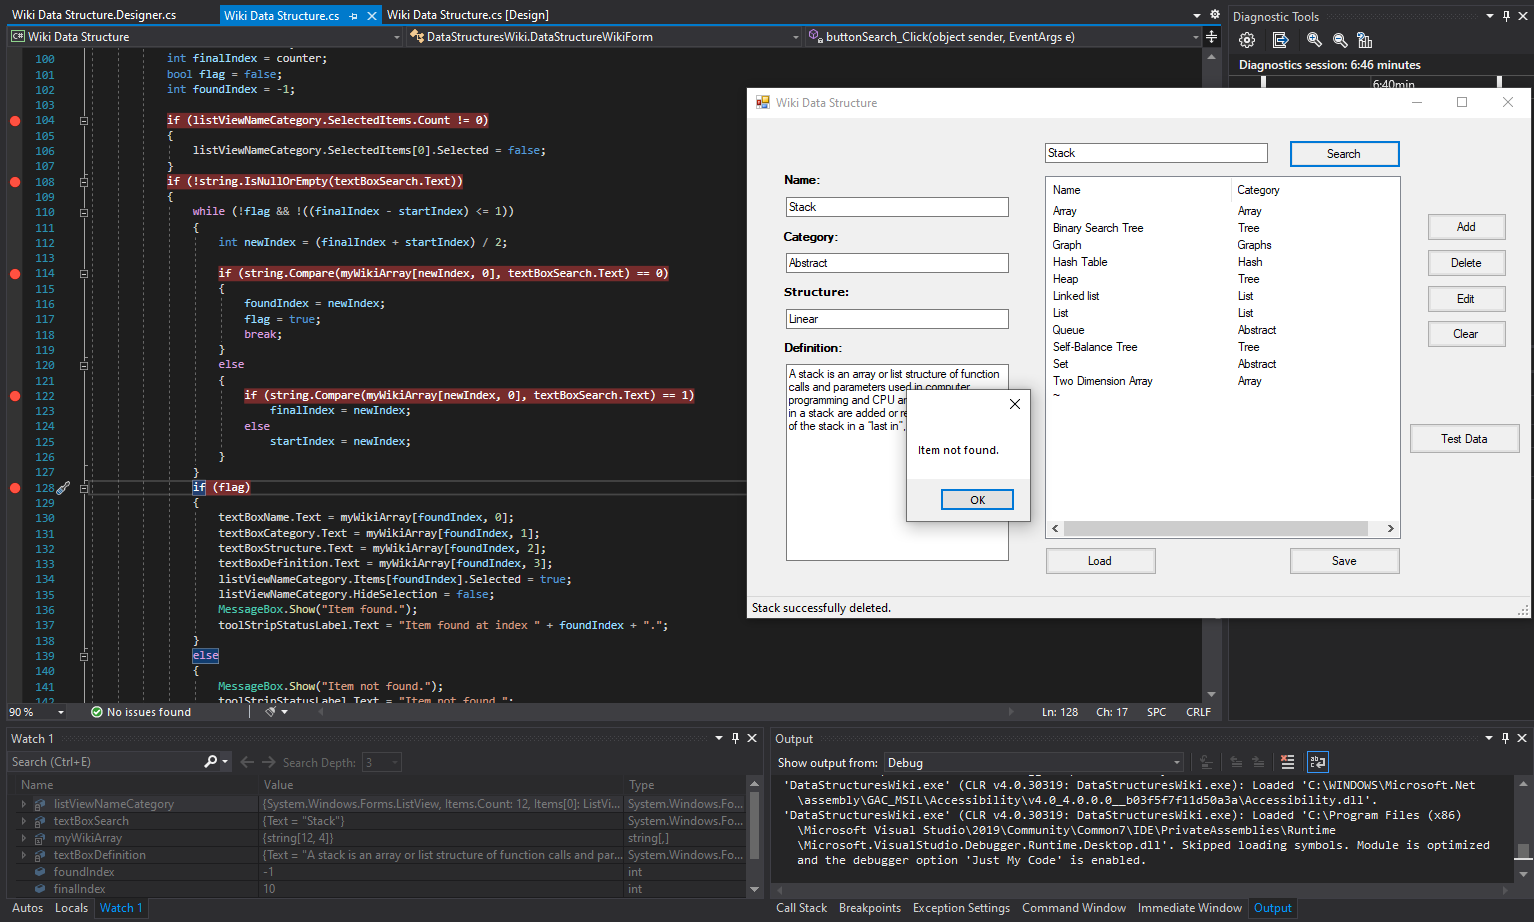 Wiki Data Structure.Designer.cs
Wiki Data Structure.cs
Wiki Data Structure.cs [Design]
C# Wiki Data Structure
DataStructuresWiki.DataStructureWikiForm
buttonSearch_Click(object sender, EventArgs e)
100 int finalIndex = counter;
101 bool flag = false;
102 int foundIndex = -1;
103
104 if (listViewNameCategory.SelectedItems.Count != 0)
105 {
106 listViewNameCategory.SelectedItems[0].Selected = false;
107 }
108 if (!string.IsNullOrEmpty(textBoxSearch.Text))
109 {
110 while (!flag && !((finalIndex - startIndex) <= 1))
111 {
112 int newIndex = (finalIndex + startIndex) / 2;
113
114 if (string.Compare(myWikiArray[newIndex, 0], textBoxSearch.Text) == 0)
115 {
116 foundIndex = newIndex;
117 flag = true;
118 break;
119 }
120 else
121 {
122 if (string.Compare(myWikiArray[newIndex, 0], textBoxSearch.Text) == 1)
123 finalIndex = newIndex;
124 else
125 startIndex = newIndex;
126 }
127 }
128 if (flag)
129 {
130 textBoxName.Text = myWikiArray[foundIndex, 0];
131 textBoxCategory.Text = myWikiArray[foundIndex, 1];
132 textBoxStructure.Text = myWikiArray[foundIndex, 2];
133 textBoxDefinition.Text = myWikiArray[foundIndex, 3];
134 listViewNameCategory.Items[foundIndex].Selected = true;
135 listViewNameCategory.HideSelection = false;
136 MessageBox.Show("Item found.");
137 toolStripStatusLabel.Text = "Item found at index " + foundIndex + ".";
138 }
139 else
140 {
141 MessageBox.Show("Item not found.");
142 toolStripStatusLabel.Text = "Item not found.";
90 %
No issues found
Ln: 128 Ch: 17 SPC CRLF
Diagnostic Tools
Diagnostics session: 6:46 minutes
6:40min
Wiki Data Structure
Stack
Search
Name:
Stack
Category:
Abstract
Structure:
Linear
Definition:
A stack is an array or list structure of function
calls and parameters used in computer
programming and CPU ar
in a stack are added or re
of the stack in a "last in",
Name Category
Array Array
Binary Search Tree Tree
Graph Graphs
Hash Table Hash
Heap Tree
Linked list List
List List
Queue Abstract
Self-Balance Tree Tree
Set Abstract
Two Dimension Array Array
~
Add
Delete
Edit
Clear
Test Data
Load
Save
Stack successfully deleted.
Item not found.
OK
Watch 1
Search (Ctrl+E)
Search Depth: 3
Name Value Type
listViewNameCategory {System.Windows.Forms.ListView, Items.Count: 12, Items[0]: ListVi... System.Windows.Fo...
textBoxSearch {Text = "Stack"} System.Windows.Fo...
myWikiArray {string[12, 4]} string[,]
textBoxDefinition {Text = "A stack is an array or list structure of function calls and par... System.Windows.Fo...
foundIndex -1 int
finalIndex 10 int
Autos Locals Watch 1
Output
Show output from: Debug
'DataStructuresWiki.exe' (CLR v4.0.30319: DataStructuresWiki.exe): Loaded 'C:\WINDOWS\Microsoft.Net
\assembly\GAC_MSIL\Accessibility\v4.0_4.0.0.0__b03f5f7f11d50a3a\Accessibility.dll'.
'DataStructuresWiki.exe' (CLR v4.0.30319: DataStructuresWiki.exe): Loaded 'C:\Program Files (x86)
\Microsoft Visual Studio\2019\Community\Common7\IDE\PrivateAssemblies\Runtime
\Microsoft.VisualStudio.Debugger.Runtime.Desktop.dll'. Skipped loading symbols. Module is optimized
and the debugger option 'Just My Code' is enabled.
Call Stack Breakpoints Exception Settings Command Window Immediate Window Output